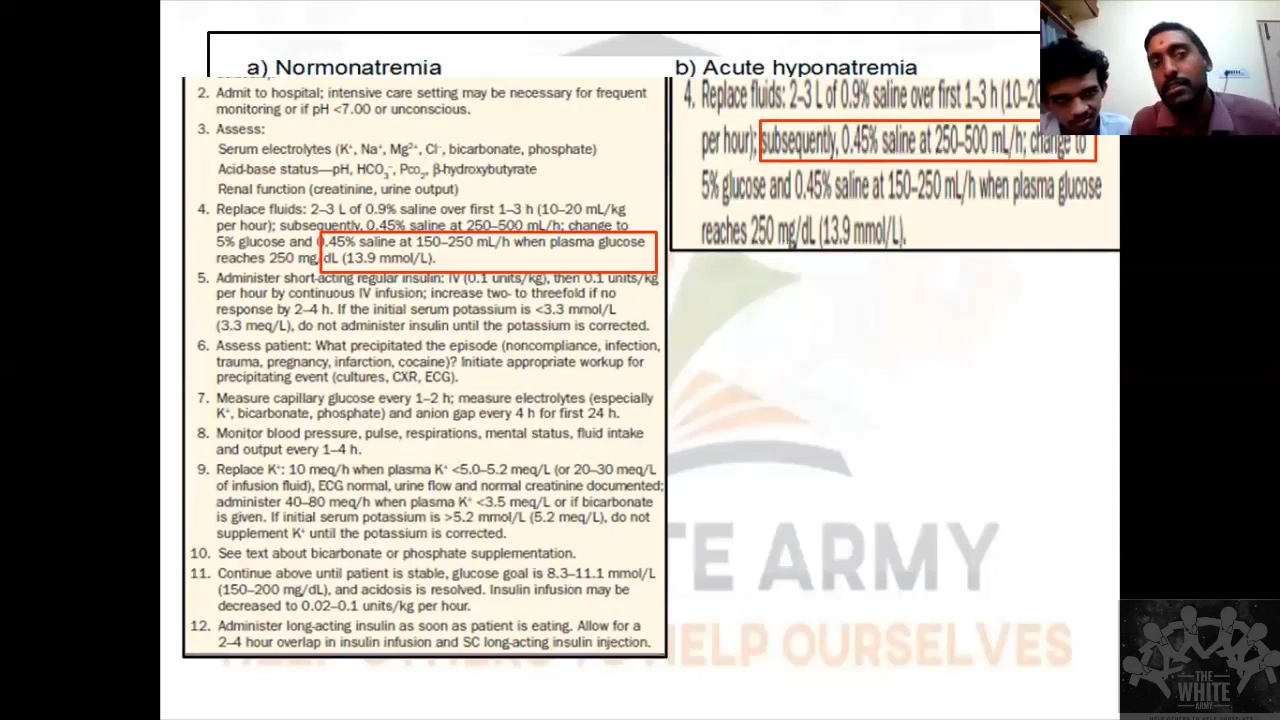 a) Normonatremia
2. Admit to hospital; intensive care setting may be necessary for frequent
monitoring or if pH <7.00 or unconscious.
3. Assess:
Serum electrolytes (K⁺, Na⁺, Mg²⁺, Cl⁻, bicarbonate, phosphate)
Acid-base status—pH, HCO₃⁻, Pco₂, β-hydroxybutyrate
Renal function (creatinine, urine output)
4. Replace fluids: 2–3 L of 0.9% saline over first 1–3 h (10–20 mL/kg
per hour); subsequently, 0.45% saline at 250–500 mL/h; change to
5% glucose and 0.45% saline at 150–250 mL/h when plasma glucose
reaches 250 mg/dL (13.9 mmol/L).
5. Administer short-acting regular insulin: IV (0.1 units/kg), then 0.1 units/kg
per hour by continuous IV infusion; increase two- to threefold if no
response by 2–4 h. If the initial serum potassium is <3.3 mmol/L
(3.3 meq/L), do not administer insulin until the potassium is corrected.
6. Assess patient: What precipitated the episode (noncompliance, infection,
trauma, pregnancy, infarction, cocaine)? Initiate appropriate workup for
precipitating event (cultures, CXR, ECG).
7. Measure capillary glucose every 1–2 h; measure electrolytes (especially
K⁺, bicarbonate, phosphate) and anion gap every 4 h for first 24 h.
8. Monitor blood pressure, pulse, respirations, mental status, fluid intake
and output every 1–4 h.
9. Replace K⁺: 10 meq/h when plasma K⁺ <5.0–5.2 meq/L (or 20–30 meq/L
of infusion fluid), ECG normal, urine flow and normal creatinine documented;
administer 40–80 meq/h when plasma K⁺ <3.5 meq/L or if bicarbonate
is given. If initial serum potassium is >5.2 mmol/L (5.2 meq/L), do not
supplement K⁺ until the potassium is corrected.
10. See text about bicarbonate or phosphate supplementation.
11. Continue above until patient is stable, glucose goal is 8.3–11.1 mmol/L
(150–200 mg/dL), and acidosis is resolved. Insulin infusion may be
decreased to 0.02–0.1 units/kg per hour.
12. Administer long-acting insulin as soon as patient is eating. Allow for a
2–4 hour overlap in insulin infusion and SC long-acting insulin injection.
b) Acute hyponatremia
4. Replace fluids: 2–3 L of 0.9% saline over first 1–3 h (10–20
per hour); subsequently, 0.45% saline at 250–500 mL/h; change to
5% glucose and 0.45% saline at 150–250 mL/h when plasma glucose
reaches 250 mg/dL (13.9 mmol/L).
TE ARMY
HELP OURSELVES
THE
WHITE
ARMY